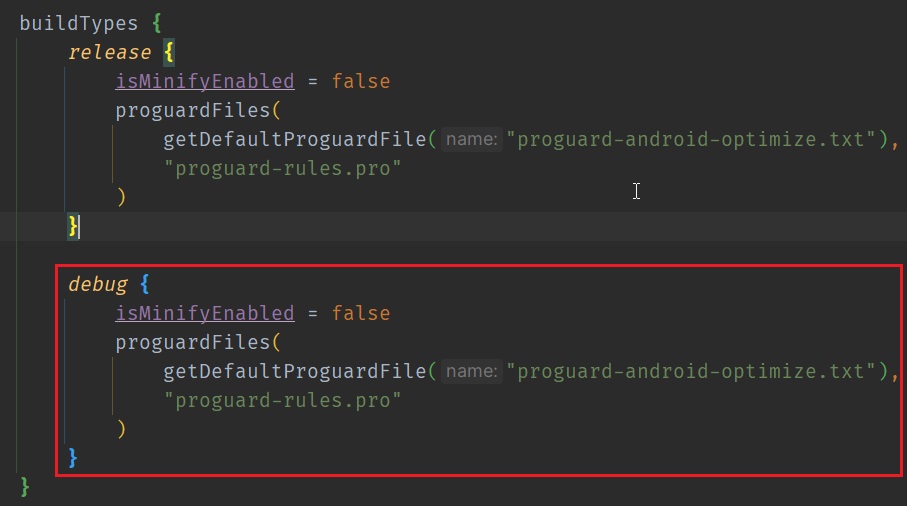 buildTypes {
release {
isMinifyEnabled = false
proguardFiles(
getDefaultProguardFile( name: "proguard-android-optimize.txt"),
"proguard-rules.pro"
)
}
debug {
isMinifyEnabled = false
proguardFiles(
getDefaultProguardFile( name: "proguard-android-optimize.txt"),
"proguard-rules.pro"
)
}
}